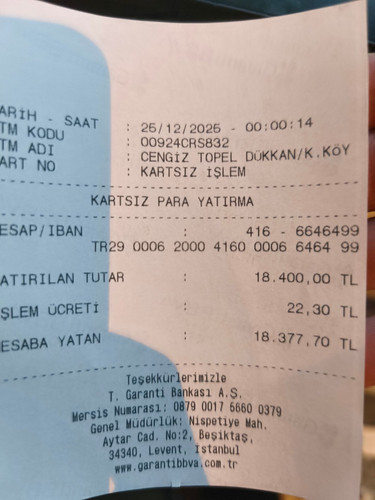 ARİH - SAAT : 25/12/2025 - 00:00:14
TM KODU : 00924CRS832
TM ADI : CENGİZ TOPEL DÜKKAN/K.KÖY
ART NO : KARTSIZ İŞLEM
KARTSIZ PARA YATIRMA
ESAP/IBAN : 416 - 6646499
TR29 0006 2000 4160 0006 6464 99
ATIRILAN TUTAR : 18.400,00 TL
ŞLEM ÜCRETİ : 22,30 TL
ESABA YATAN : 18.377,70 TL
Teşekkürlerimizle
T. Garanti Bankası A.Ş.
Mersis Numarası: 0879 0017 5660 0379
Genel Müdürlük: Nispetiye Mah.
Aytar Cad. No:2, Beşiktaş,
34340, Levent, İstanbul
www.garantibbva.com.tr